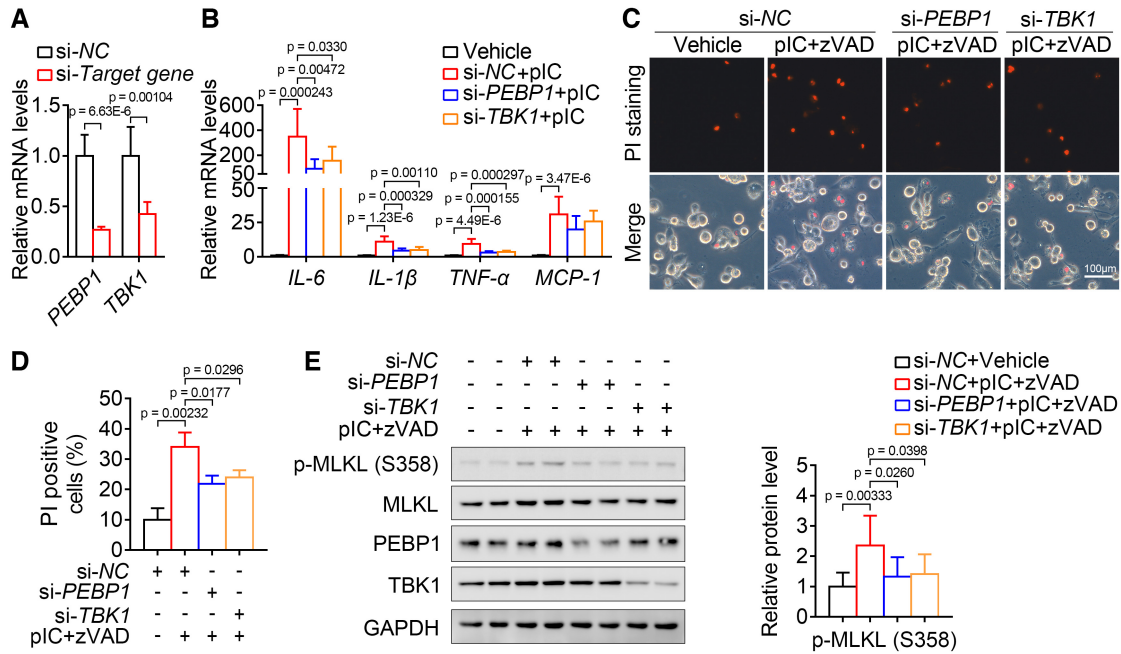 A
si-NC
si-Target gene
p = 0.00104
p = 6.63E-6
Relative mRNA levels
1.5
1.0
0.5
0.0
PEBP1
TBK1
B
Vehicle
si-NC+pIC
si-PEBP1+pIC
si-TBK1+pIC
p = 0.0330
p = 0.00472
p = 0.000243
p = 0.00110
p = 0.000329
p = 1.23E-6
p = 0.000297
p = 0.000155
p = 4.49E-6
p = 3.47E-6
Relative mRNA levels
600
400
200
50
50
25
0
IL-6
IL-1β
TNF-α
MCP-1
C
si-NC
si-PEBP1
si-TBK1
Vehicle
pIC+zVAD
pIC+zVAD
pIC+zVAD
PI staining
Merge
100μm
D
p = 0.0296
p = 0.0177
p = 0.00232
PI positive
cells (%)
50
40
30
20
10
0
si-NC + + - -
si-PEBP1 - - + -
si-TBK1 - - - +
pIC+zVAD - + + +
E
si-NC - - + + - - - -
si-PEBP1 - - - - + + - -
si-TBK1 - - - - - - + +
pIC+zVAD - - + + + + + +
p-MLKL (S358)
MLKL
PEBP1
TBK1
GAPDH
si-NC+Vehicle
si-NC+pIC+zVAD
si-PEBP1+pIC+zVAD
si-TBK1+pIC+zVAD
p = 0.0398
p = 0.0260
p = 0.00333
Relative protein level
5
4
3
2
1
0
p-MLKL (S358)